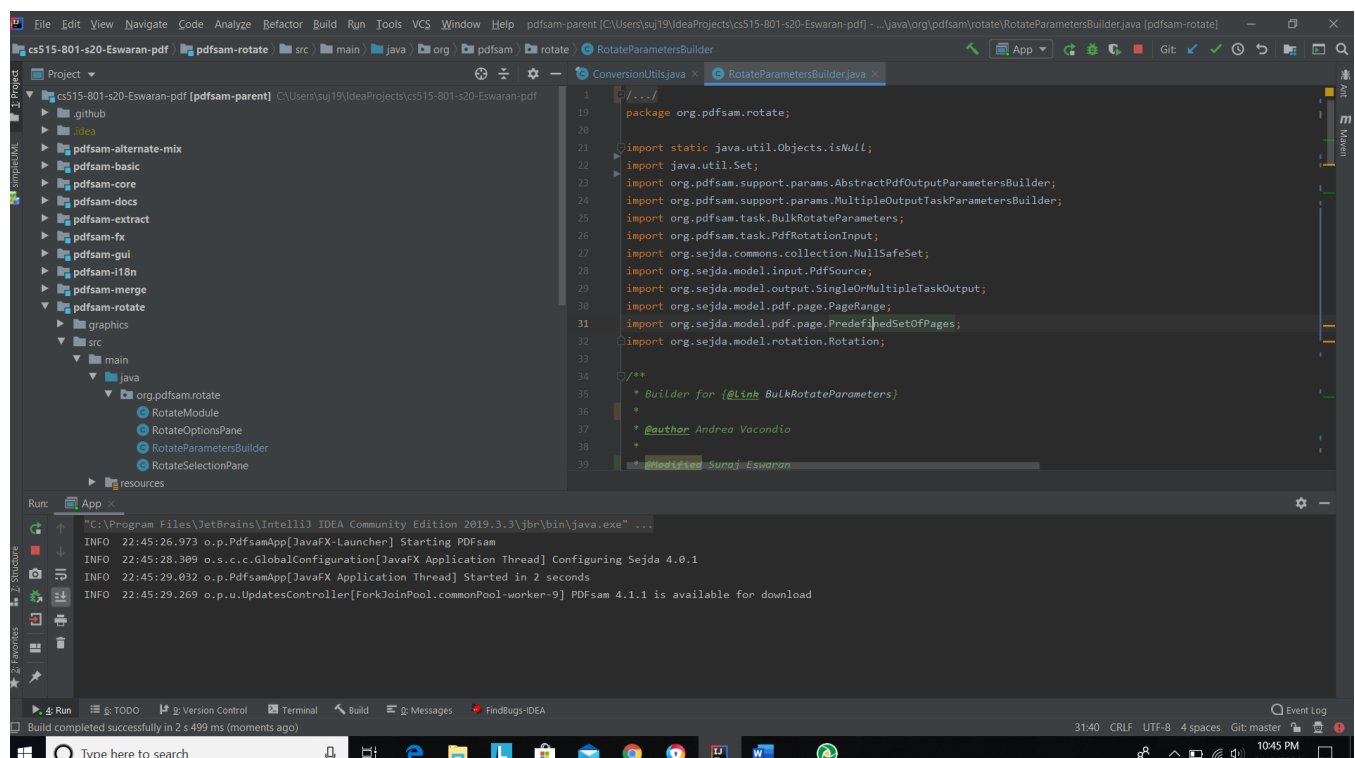 File Edit View Navigate Code Analyze Refactor Build Run Tools VCS Window Help pdfsam-parent [C:\Users\suj19\IdeaProjects\cs515-801-s20-Eswaran-pdf] - ...\java\org\pdfsam\rotate\RotateParametersBuilder.java [pdfsam-rotate]
cs515-801-s20-Eswaran-pdf pdfsam-rotate src main java org pdfsam rotate RotateParametersBuilder App Git:
Project
ConversionUtils.java RotateParametersBuilder.java
1: Project
simpleUML
Ant
Maven
cs515-801-s20-Eswaran-pdf [pdfsam-parent] C:\Users\suj19\IdeaProjects\cs515-801-s20-Eswaran-pdf
.github
.idea
pdfsam-alternate-mix
pdfsam-basic
pdfsam-core
pdfsam-docs
pdfsam-extract
pdfsam-fx
pdfsam-gui
pdfsam-i18n
pdfsam-merge
pdfsam-rotate
graphics
src
main
java
org.pdfsam.rotate
RotateModule
RotateOptionsPane
RotateParametersBuilder
RotateSelectionPane
resources
1 /.../
19 package org.pdfsam.rotate;
20
21 import static java.util.Objects.isNull;
22 import java.util.Set;
23 import org.pdfsam.support.params.AbstractPdfOutputParametersBuilder;
24 import org.pdfsam.support.params.MultipleOutputTaskParametersBuilder;
25 import org.pdfsam.task.BulkRotateParameters;
26 import org.pdfsam.task.PdfRotationInput;
27 import org.sejda.commons.collection.NullSafeSet;
28 import org.sejda.model.input.PdfSource;
29 import org.sejda.model.output.SingleOrMultipleTaskOutput;
30 import org.sejda.model.pdf.page.PageRange;
31 import org.sejda.model.pdf.page.PredefinedSetOfPages;
32 import org.sejda.model.rotation.Rotation;
33
34 /**
35 * Builder for {@link BulkRotateParameters}
36 *
37 * @author Andrea Vacondio
38 *
39 * @Modified Suraj Eswaran
Run: App
"C:\Program Files\JetBrains\IntelliJ IDEA Community Edition 2019.3.3\jbr\bin\java.exe" ...
INFO 22:45:26.973 o.p.PdfsamApp[JavaFX-Launcher] Starting PDFsam
INFO 22:45:28.309 o.s.c.c.GlobalConfiguration[JavaFX Application Thread] Configuring Sejda 4.0.1
INFO 22:45:29.032 o.p.PdfsamApp[JavaFX Application Thread] Started in 2 seconds
INFO 22:45:29.269 o.p.u.UpdatesController[ForkJoinPool.commonPool-worker-9] PDFsam 4.1.1 is available for download
7: Structure
2: Favorites
4: Run 6: TODO 9: Version Control Terminal Build 0: Messages FindBugs-IDEA Event Log
Build completed successfully in 2 s 499 ms (moments ago) 31:40 CRLF UTF-8 4 spaces Git: master
Type here to search 10:45 PM